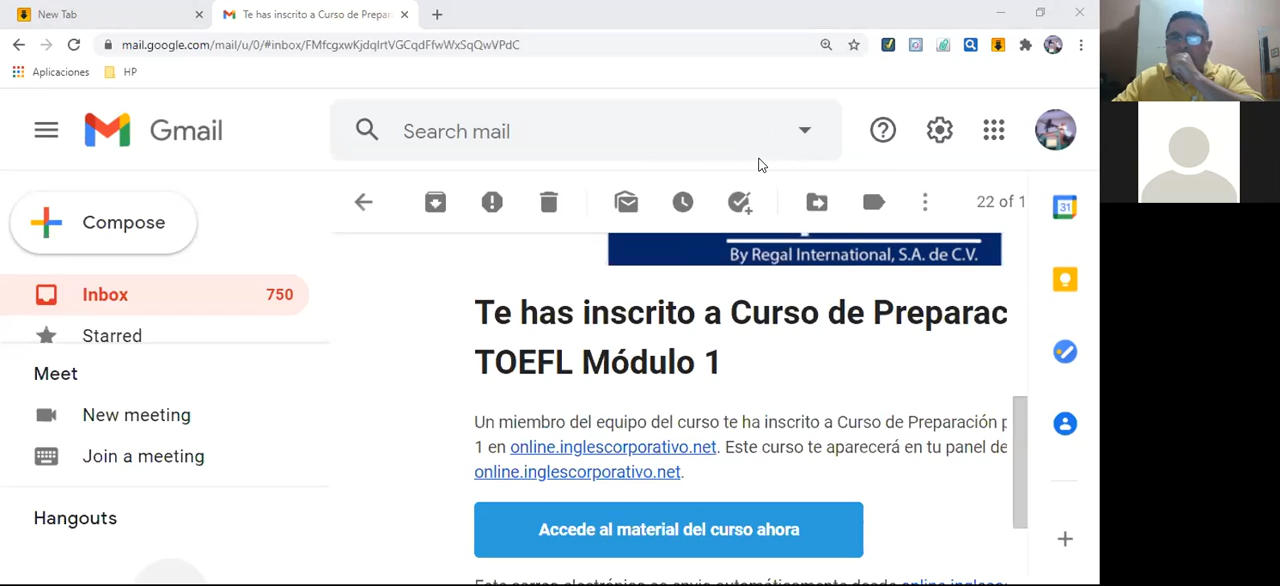 New Tab
Te has inscrito a Curso de Prepar
mail.google.com/mail/u/0/#inbox/FMfcgxwKjdqlrtVGCqdFfwWxSqQwVPdC
Aplicaciones
HP
Gmail
Search mail
22 of 1
31
Compose
By Regal International, S.A. de C.V.
Inbox 750
Starred
Te has inscrito a Curso de Preparac
TOEFL Módulo 1
Meet
New meeting
Un miembro del equipo del curso te ha inscrito a Curso de Preparación p
1 en online.inglescorporativo.net. Este curso te aparecerá en tu panel de
online.inglescorporativo.net.
Join a meeting
Hangouts
Accede al material del curso ahora